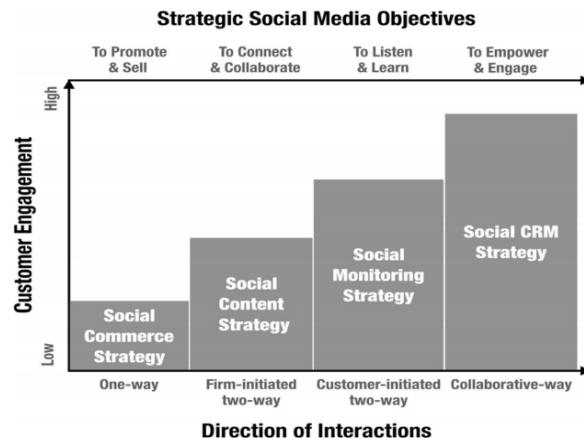 Strategic Social Media Objectives
To Promote
& Sell
To Connect
& Collaborate
To Listen
& Learn
To Empower
& Engage
High
Customer Engagement
Low
Social
Commerce
Strategy
Social
Content
Strategy
Social
Monitoring
Strategy
Social CRM
Strategy
One-way
Firm-initiated
two-way
Customer-initiated
two-way
Collaborative-way
Direction of Interactions